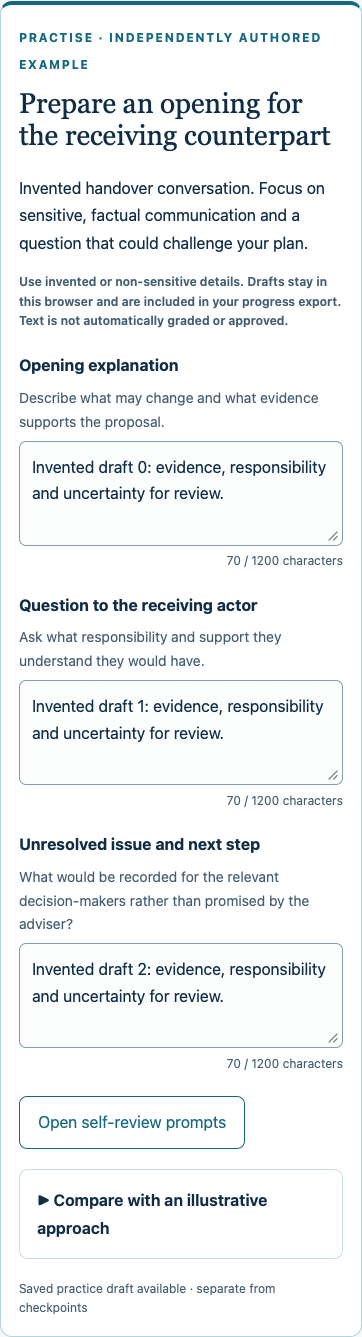 PRACTISE · INDEPENDENTLY AUTHORED
EXAMPLE
Prepare an opening for
the receiving counterpart
Invented handover conversation. Focus on
sensitive, factual communication and a
question that could challenge your plan.
Use invented or non-sensitive details. Drafts stay in
this browser and are included in your progress export.
Text is not automatically graded or approved.
Opening explanation
Describe what may change and what evidence
supports the proposal.
Invented draft 0: evidence, responsibility
and uncertainty for review.
70 / 1200 characters
Question to the receiving actor
Ask what responsibility and support they
understand they would have.
Invented draft 1: evidence, responsibility
and uncertainty for review.
70 / 1200 characters
Unresolved issue and next step
What would be recorded for the relevant
decision-makers rather than promised by the
adviser?
Invented draft 2: evidence, responsibility
and uncertainty for review.
70 / 1200 characters
Open self-review prompts
Compare with an illustrative
approach
Saved practice draft available · separate from
checkpoints